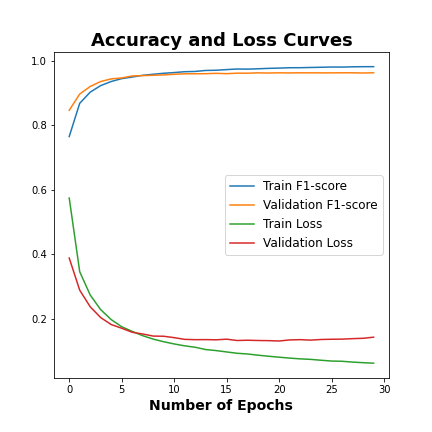 Accuracy and Loss Curves
1.0
0.8
0.6
0.4
0.2
Train F1-score
Validation F1-score
Train Loss
Validation Loss
0 5 10 15 20 25 30
Number of Epochs